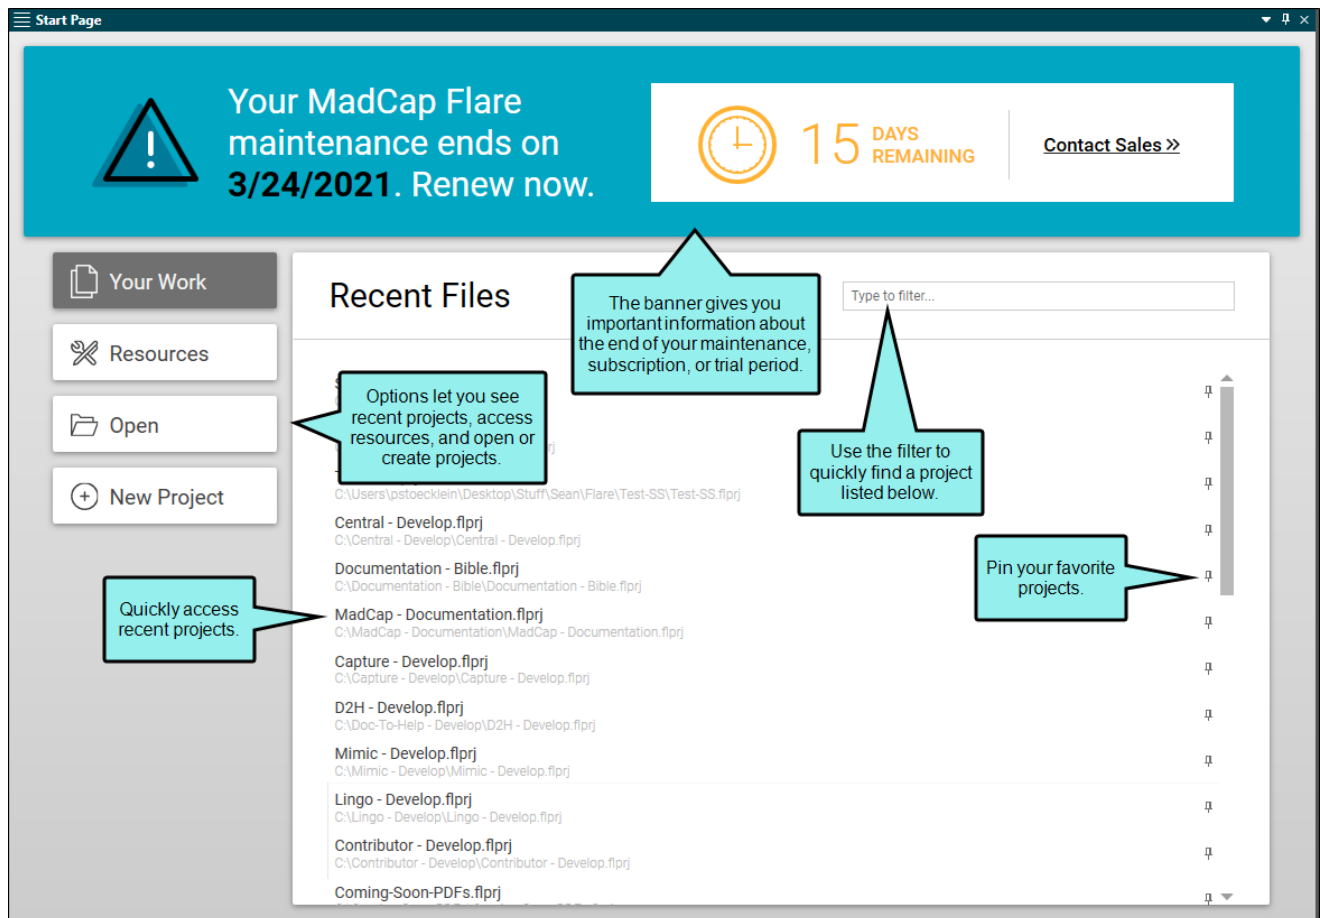 Start Page
Your MadCap Flare
maintenance ends on
3/24/2021. Renew now.
15
DAYS
REMAINING
Contact Sales »
Your Work
Resources
Open
New Project
Recent Files
Type to filter...
The banner gives you
important information about
the end of your maintenance,
subscription, or trial period.
Options let you see
recent projects, access
resources, and open or
create projects.
Use the filter to
quickly find a project
listed below.
C:\Users\pstoecklein\Desktop\Stuff\Sean\Flare\Test-SS\Test-SS.flprj
Central - Develop.flprj
C:\Central - Develop\Central - Develop.flprj
Documentation - Bible.flprj
C:\Documentation - Bible\Documentation - Bible.flprj
Pin your favorite
projects.
Quickly access
recent projects.
MadCap - Documentation.flprj
C:\MadCap - Documentation\MadCap - Documentation.flprj
Capture - Develop.flprj
C:\Capture - Develop\Capture - Develop.flprj
D2H - Develop.flprj
C:\Doc-To-Help - Develop\D2H - Develop.flprj
Mimic - Develop.flprj
C:\Mimic - Develop\Mimic - Develop.flprj
Lingo - Develop.flprj
C:\Lingo - Develop\Lingo - Develop.flprj
Contributor - Develop.flprj
C:\Contributor - Develop\Contributor - Develop.flprj
Coming-Soon-PDFs.flprj